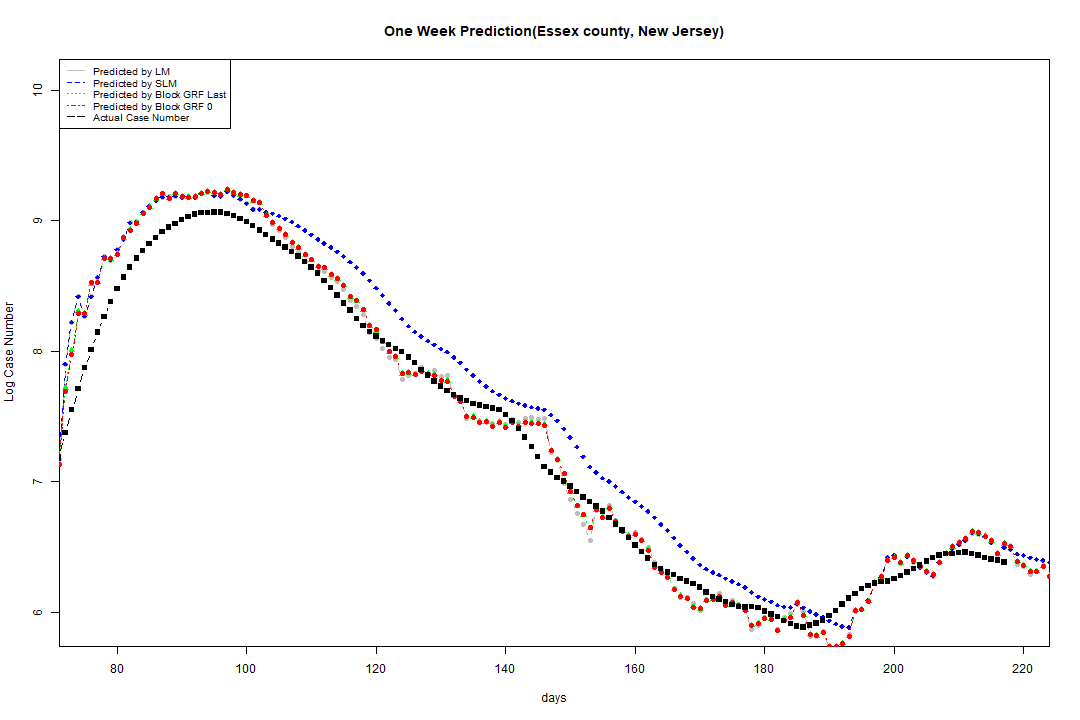 One Week Prediction(Essex county, New Jersey)
Predicted by LM
Predicted by SLM
Predicted by Block GRF Last
Predicted by Block GRF 0
Actual Case Number
10
9
8
7
6
Log Case Number
80 100 120 140 160 180 200 220
days